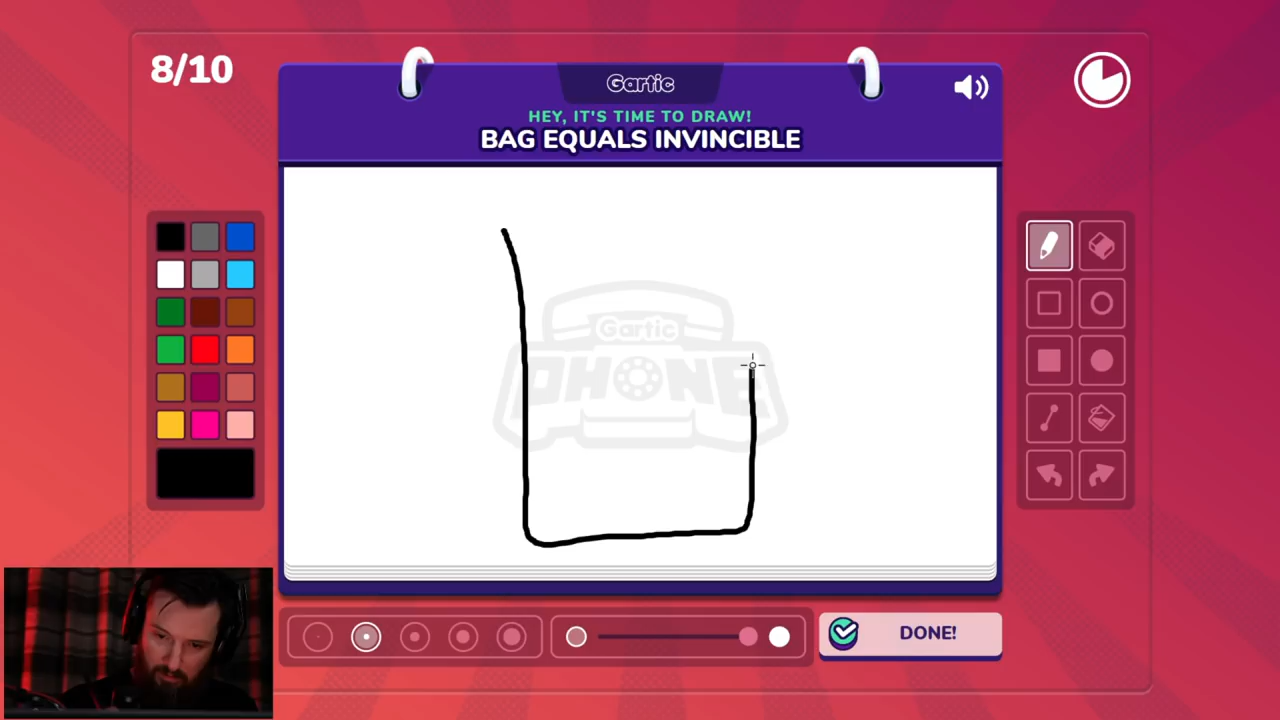 8/10
Gartic
HEY, IT'S TIME TO DRAW!
BAG EQUALS INVINCIBLE
Gartic
PHONE
DONE!